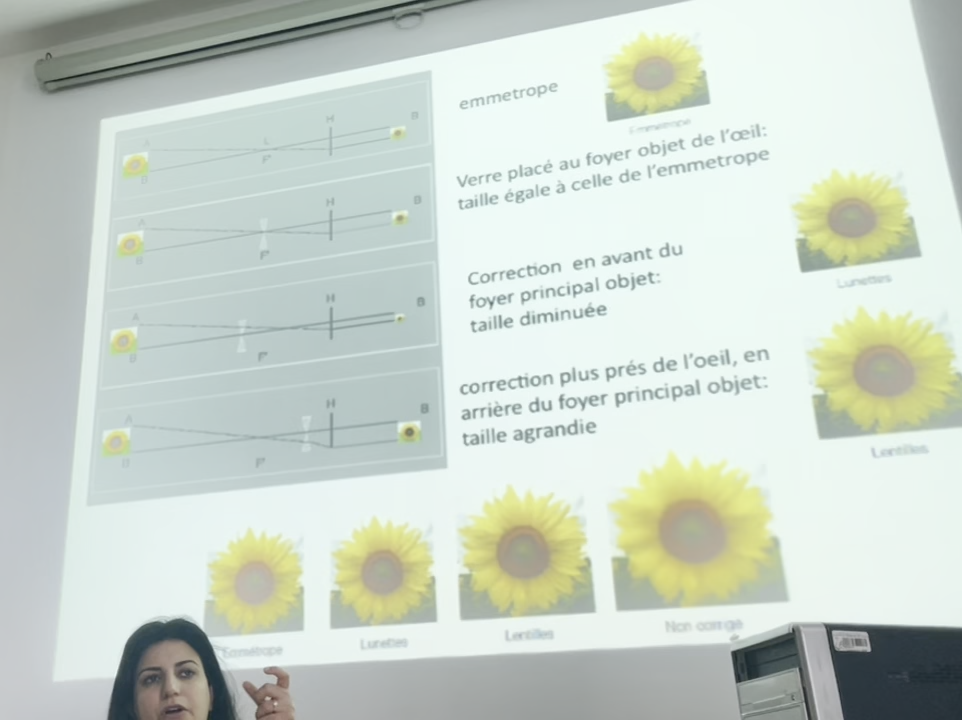 emmetrope
Emmetrope
Verre placé au foyer objet de l'œil:
taille égale à celle de l'emmetrope
Lunettes
Correction en avant du
foyer principal objet:
taille diminuée
correction plus prés de l'oeil, en
arrière du foyer principal objet:
taille agrandie
Lentilles
A L H B
B F'
A H B
B F'
A H B
B F'
A H B
B F'
Emmétrope Lunettes Lentilles Non corrigé